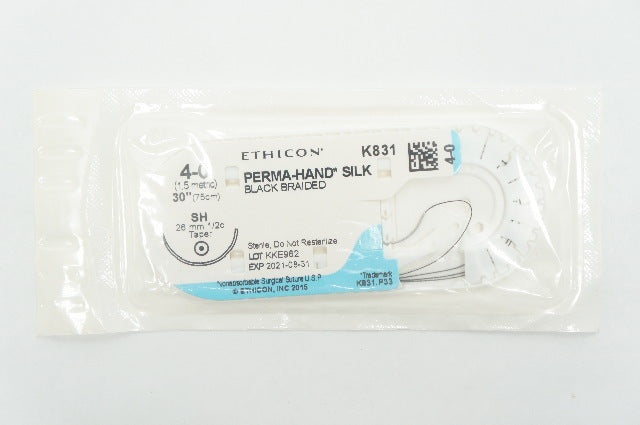 ETHICON®
K831
4-0
(1.5 metric)
30" (75cm)
PERMA-HAND® SILK
BLACK BRAIDED
4-0
SH
26 mm 1/2c
Taper
Sterile, Do Not Resterilize
LOT KKE962
EXP 2021-08-31
Nonabsorbable Surgical Suture U.S.P.
© ETHICON, INC 2015
*Trademark
K831.P33